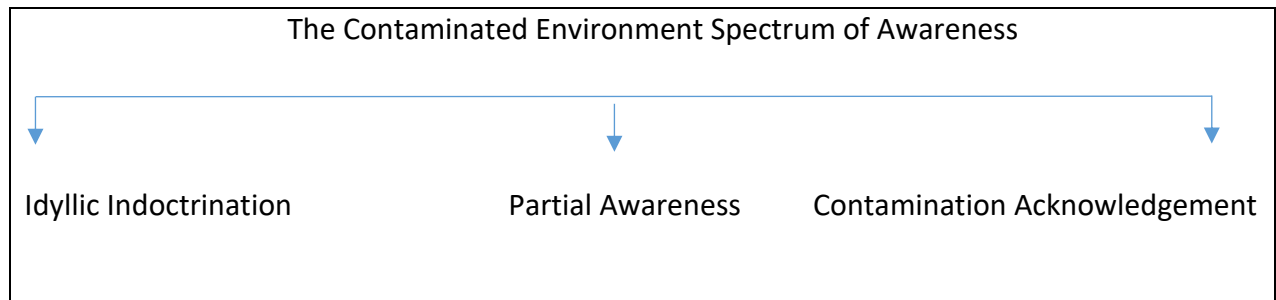 The Contaminated Environment Spectrum of Awareness
Idyllic Indoctrination Partial Awareness Contamination Acknowledgement